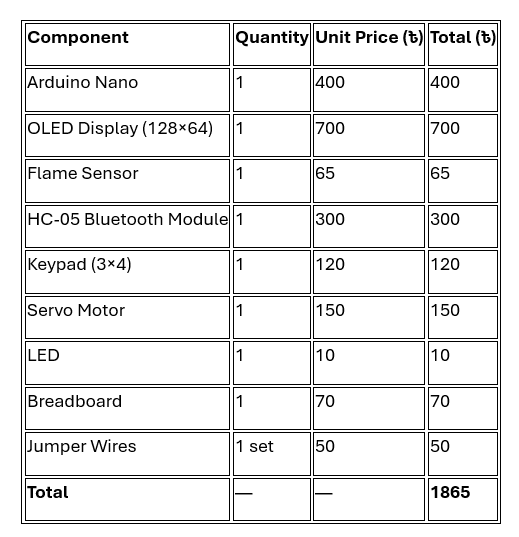 Component Quantity Unit Price (৳) Total (৳)
Arduino Nano 1 400 400
OLED Display (128×64) 1 700 700
Flame Sensor 1 65 65
HC-05 Bluetooth Module 1 300 300
Keypad (3×4) 1 120 120
Servo Motor 1 150 150
LED 1 10 10
Breadboard 1 70 70
Jumper Wires 1 set 50 50
Total — — 1865